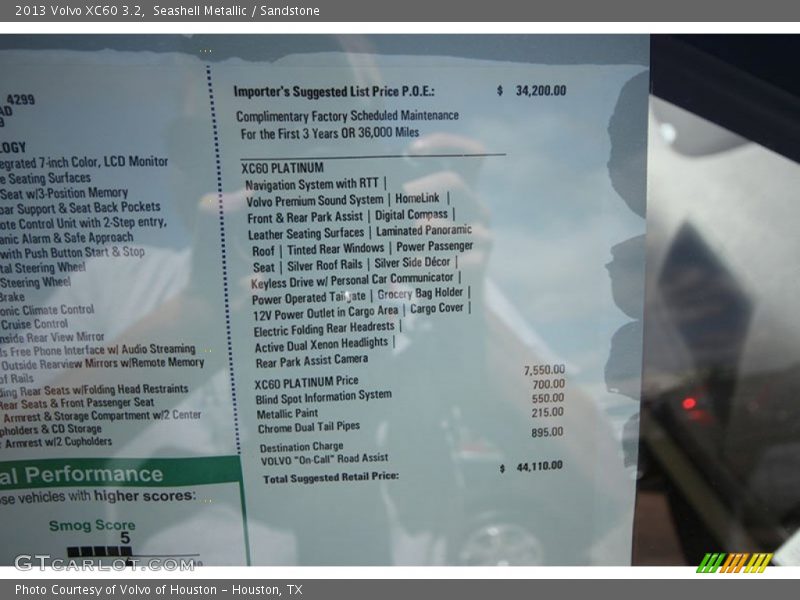 2013 Volvo XC60 3.2, Seashell Metallic / Sandstone
4299
AD
LOGY
egrated 7-inch Color, LCD Monitor
e Seating Surfaces
Seat w/3-Position Memory
bar Support & Seat Back Pockets
ote Control Unit with 2-Step entry,
anic Alarm & Safe Approach
with Push Button Start & Stop
tal Steering Wheel
Steering Wheel
Brake
ronic Climate Control
Cruise Control
nside Rear View Mirror
ds Free Phone Interface w/ Audio Streaming
Outside Rearview Mirrors w/Remote Memory
of Rails
ding Rear Seats w/Folding Head Restraints
Rear Seats & Front Passenger Seat
Armrest & Storage Compartment w/2 Center
pholders & CD Storage
r Armrest w/2 Cupholders
al Performance
ose vehicles with higher scores:
Smog Score
5
Importer's Suggested List Price P.O.E.: $ 34,200.00
Complimentary Factory Scheduled Maintenance
For the First 3 Years OR 36,000 Miles
XC60 PLATINUM
Navigation System with RTT |
Volvo Premium Sound System | HomeLink |
Front & Rear Park Assist | Digital Compass |
Leather Seating Surfaces | Laminated Panoramic
Roof | Tinted Rear Windows | Power Passenger
Seat | Silver Roof Rails | Silver Side Décor |
Keyless Drive w/ Personal Car Communicator |
Power Operated Tailgate | Grocery Bag Holder |
12V Power Outlet in Cargo Area | Cargo Cover |
Electric Folding Rear Headrests |
Active Dual Xenon Headlights |
Rear Park Assist Camera
XC60 PLATINUM Price 7,550.00
Blind Spot Information System 700.00
Metallic Paint 550.00
Chrome Dual Tail Pipes 215.00
Destination Charge 895.00
VOLVO "On-Call" Road Assist
Total Suggested Retail Price: $ 44,110.00
GTCARLOT.COM
Photo Courtesy of Volvo of Houston - Houston, TX